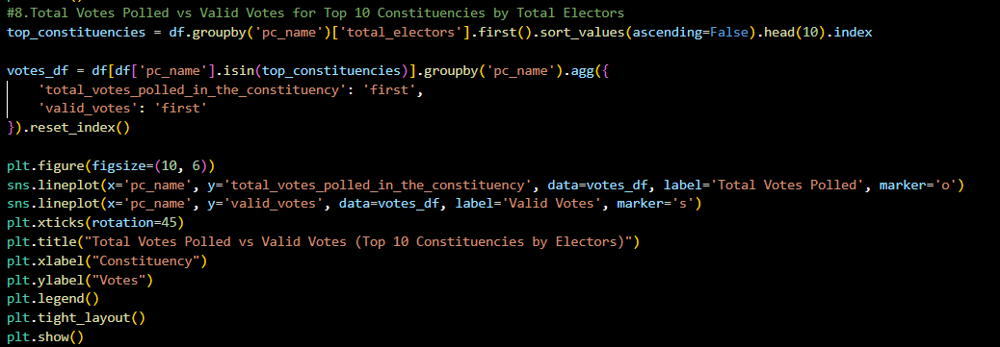 #8.Total Votes Polled vs Valid Votes for Top 10 Constituencies by Total Electors
top_constituencies = df.groupby('pc_name')['total_electors'].first().sort_values(ascending=False).head(10).index
votes_df = df[df['pc_name'].isin(top_constituencies)].groupby('pc_name').agg({
    'total_votes_polled_in_the_constituency': 'first',
    'valid_votes': 'first'
}).reset_index()
plt.figure(figsize=(10, 6))
sns.lineplot(x='pc_name', y='total_votes_polled_in_the_constituency', data=votes_df, label='Total Votes Polled', marker='o')
sns.lineplot(x='pc_name', y='valid_votes', data=votes_df, label='Valid Votes', marker='s')
plt.xticks(rotation=45)
plt.title("Total Votes Polled vs Valid Votes (Top 10 Constituencies by Electors)")
plt.xlabel("Constituency")
plt.ylabel("Votes")
plt.legend()
plt.tight_layout()
plt.show()